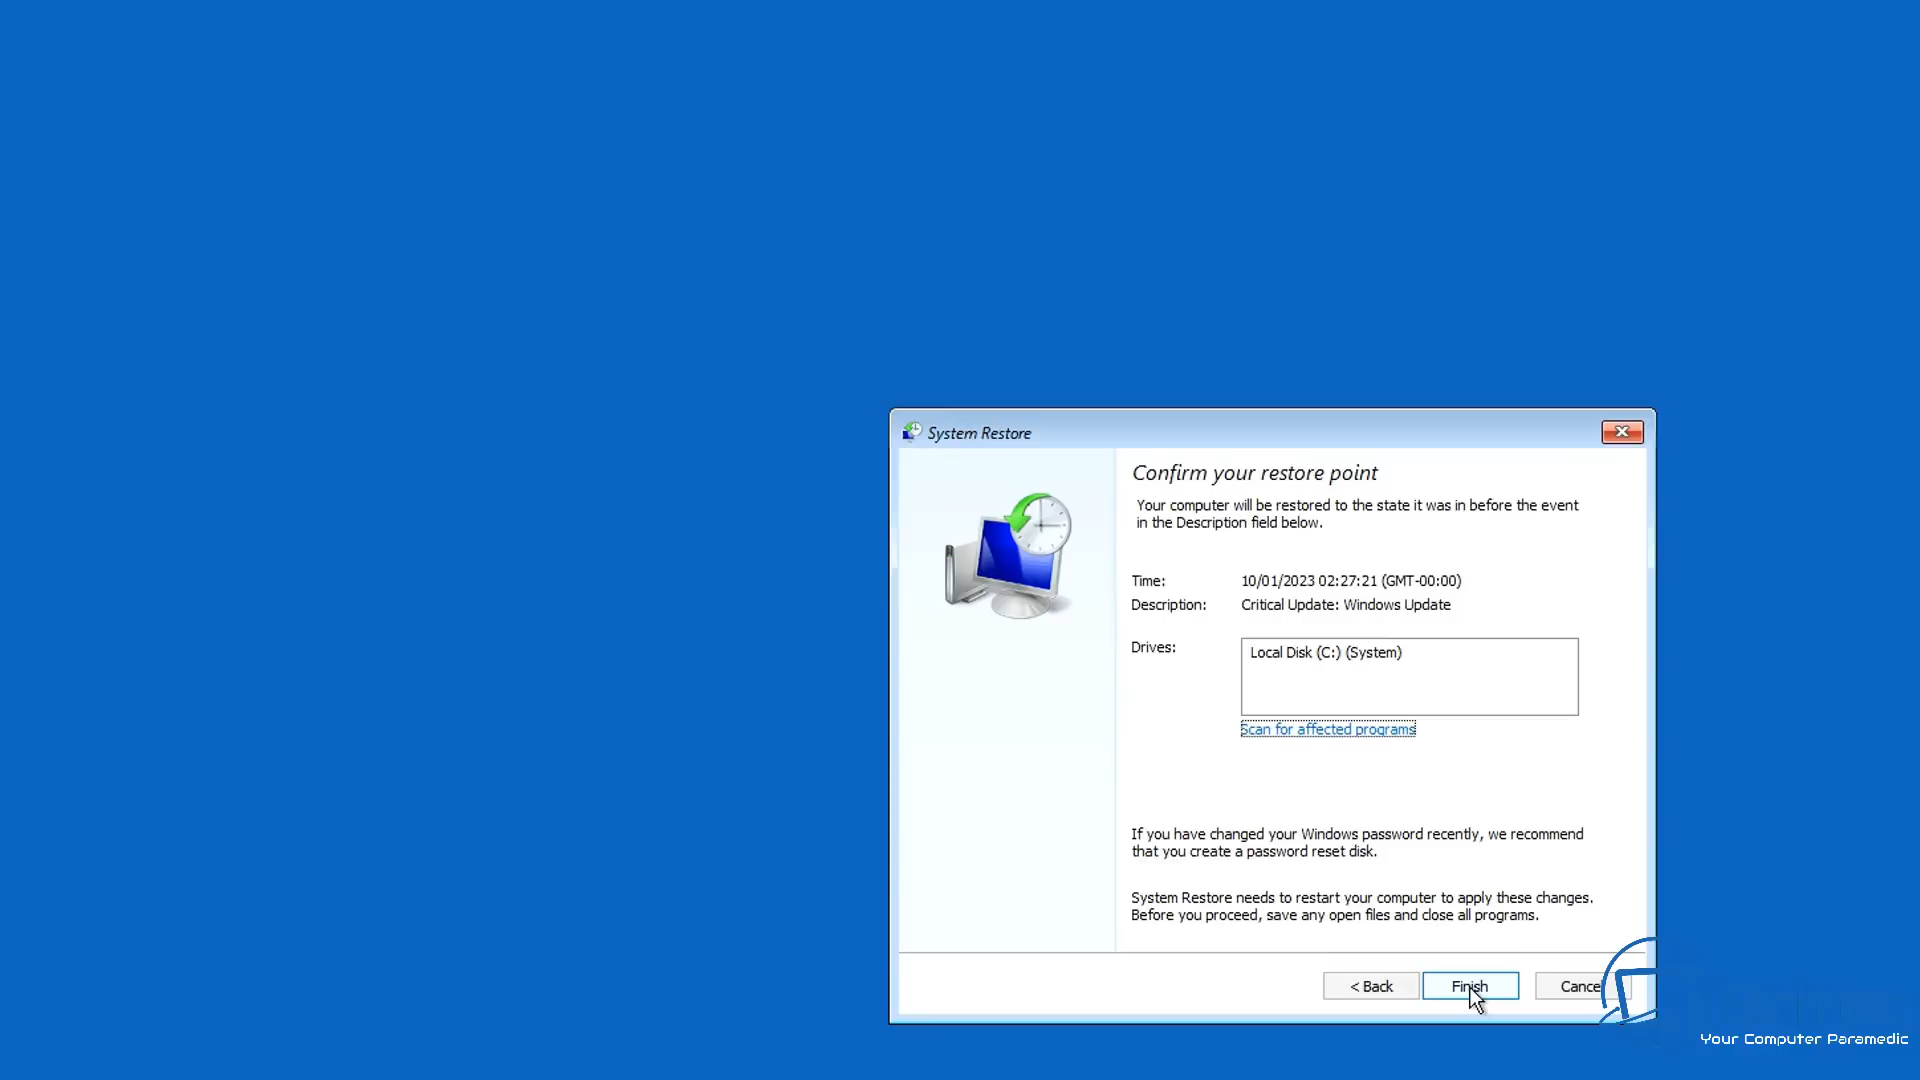 System Restore
Confirm your restore point
Your computer will be restored to the state it was in before the event
in the Description field below.
Time: 10/01/2023 02:27:21 (GMT-00:00)
Description: Critical Update: Windows Update
Drives: Local Disk (C:) (System)
Scan for affected programs
If you have changed your Windows password recently, we recommend
that you create a password reset disk.
System Restore needs to restart your computer to apply these changes.
Before you proceed, save any open files and close all programs.
< Back Finish Cancel
Your Computer Paramedic